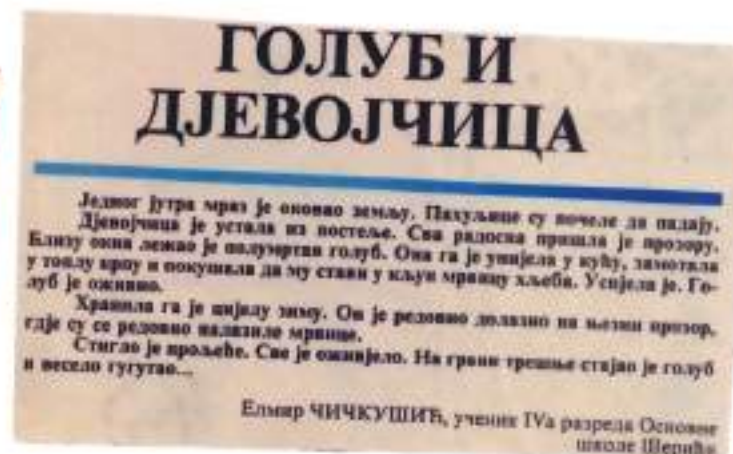 ГОЛУБ И
ДЈЕВОЈЧИЦА
Једног јутра мраз је оковао земљу. Пахуљице су почеле да падају.
Дјевојчица је устала из постеље. Сва радосна пришла је прозору.
Близу окна лежао је полумртав голуб. Она га је унијела у кућу, замотала
у топлу крпу и покушала да му стави у кљун мрвицу хљеба. Успјела је. Го-
луб је оживио.
Хранила га је цијелу зиму. Он је редовно долазио на њезин прозор,
гдје су се редовно налазиле мрвице.
Стигло је прољеће. Све је оживјело. На грани трешње стајао је голуб
и весело гугутао...
Елмир ЧИЧКУШИЋ, ученик IVa разреда Основне
школе Шерићи